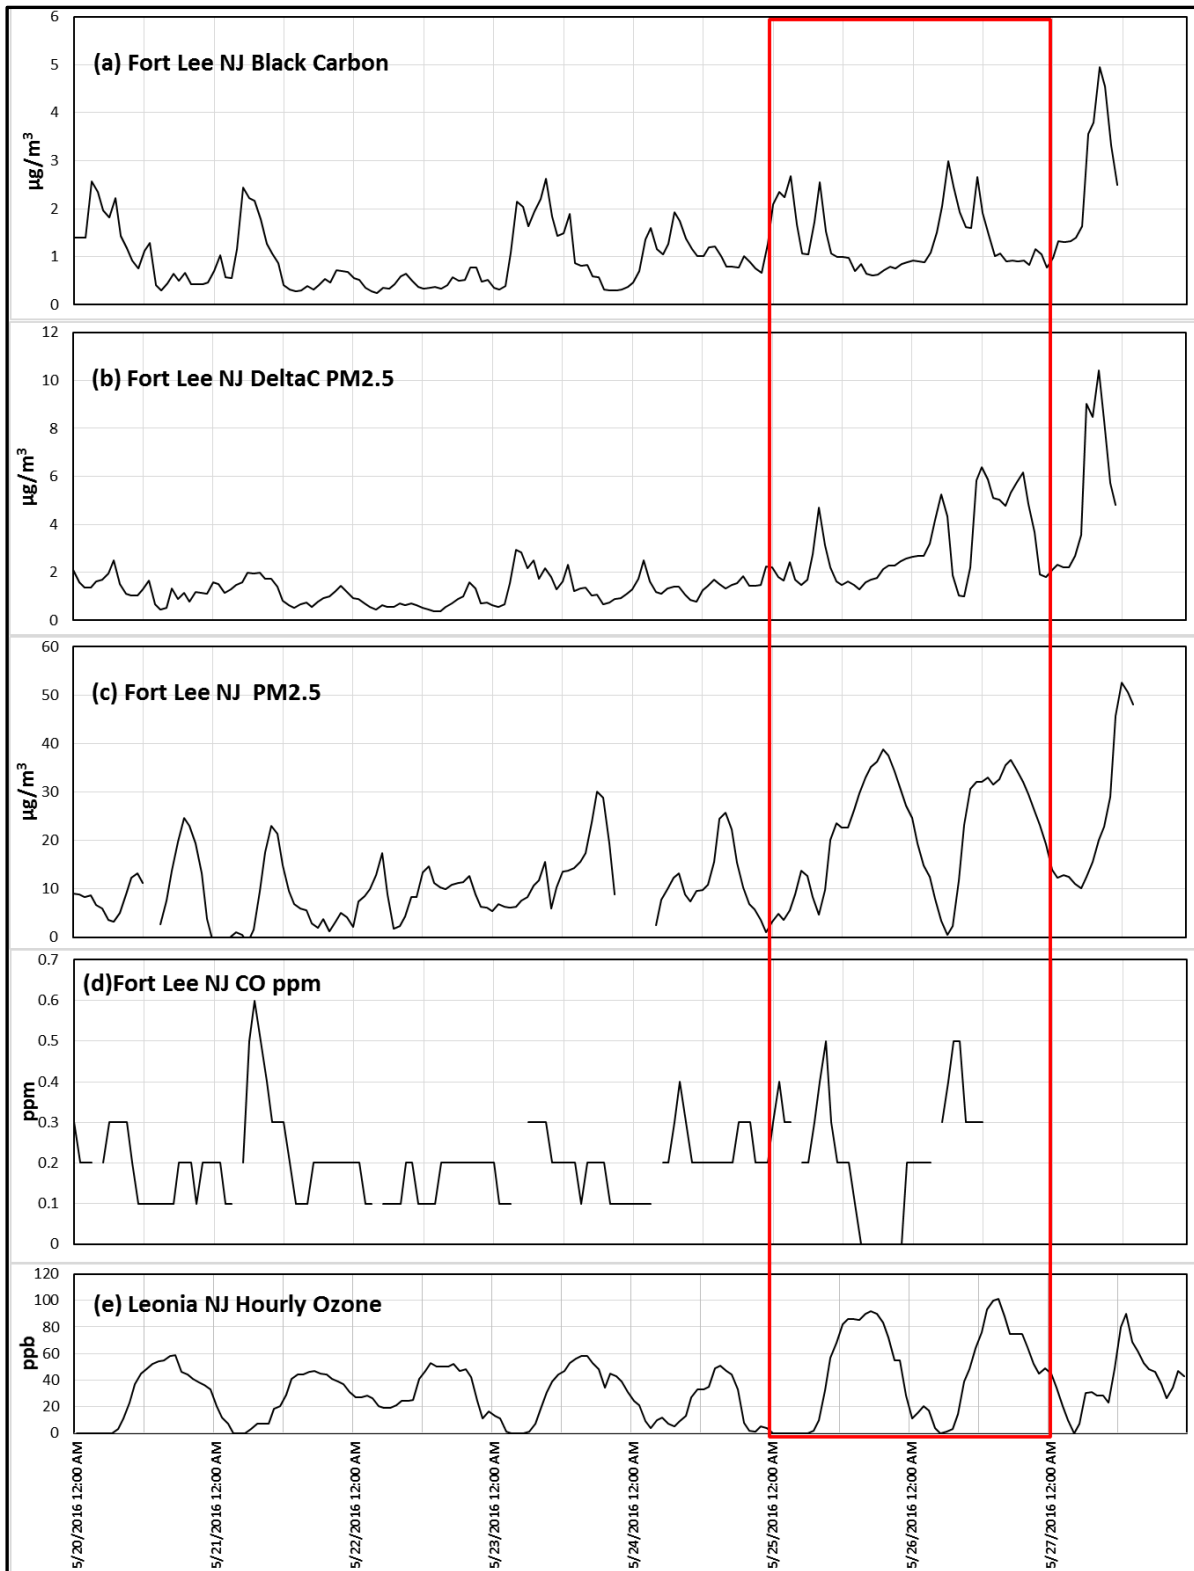 (a) Fort Lee NJ Black Carbon
µg/m³
6
5
4
3
2
1
0
(b) Fort Lee NJ DeltaC PM2.5
µg/m³
12
10
8
6
4
2
0
(c) Fort Lee NJ  PM2.5
µg/m³
60
50
40
30
20
10
0
(d)Fort Lee NJ CO ppm
ppm
0.7
0.6
0.5
0.4
0.3
0.2
0.1
0
(e) Leonia NJ Hourly Ozone
ppb
120
100
80
60
40
20
0
5/20/2016 12:00 AM
5/21/2016 12:00 AM
5/22/2016 12:00 AM
5/23/2016 12:00 AM
5/24/2016 12:00 AM
5/25/2016 12:00 AM
5/26/2016 12:00 AM
5/27/2016 12:00 AM